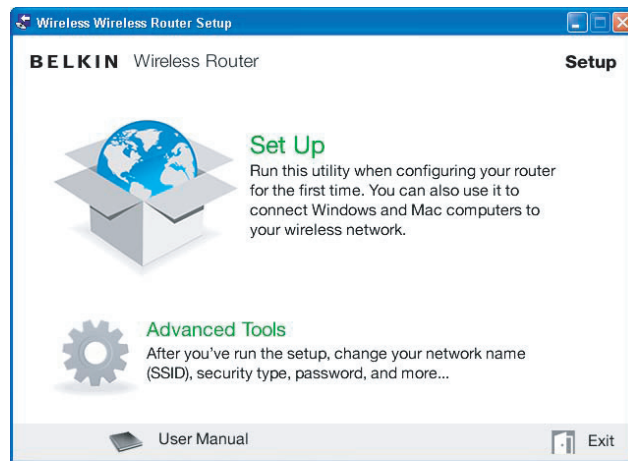 Wireless Wireless Router Setup
BELKIN Wireless Router
Setup
Set Up
Run this utility when configuring your router
for the first time. You can also use it to
connect Windows and Mac computers to
your wireless network.
Advanced Tools
After you've run the setup, change your network name
(SSID), security type, password, and more...
User Manual
Exit